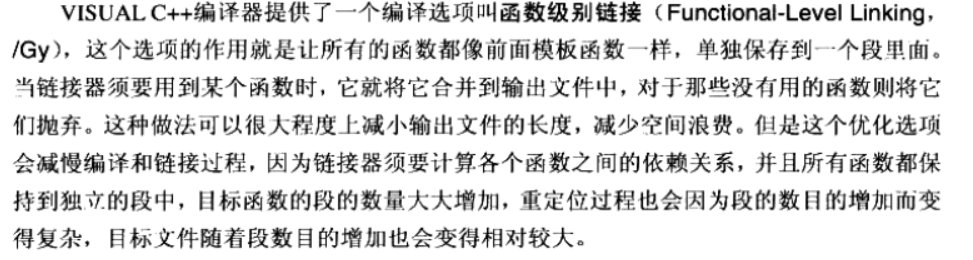 VISUAL C++编译器提供了一个编译选项叫函数级别链接（Functional-Level Linking，
/Gy），这个选项的作用就是让所有的函数都像前面模板函数一样，单独保存到一个段里面。
当链接器须要用到某个函数时，它就将它合并到输出文件中，对于那些没有用的函数则将它
们抛弃。这种做法可以很大程度上减小输出文件的长度，减少空间浪费。但是这个优化选项
会减慢编译和链接过程，因为链接器须要计算各个函数之间的依赖关系，并且所有函数都保
持到独立的段中，目标函数的段的数量大大增加，重定位过程也会因为段的数目的增加而变
得复杂，目标文件随着段数目的增加也会变得相对较大。